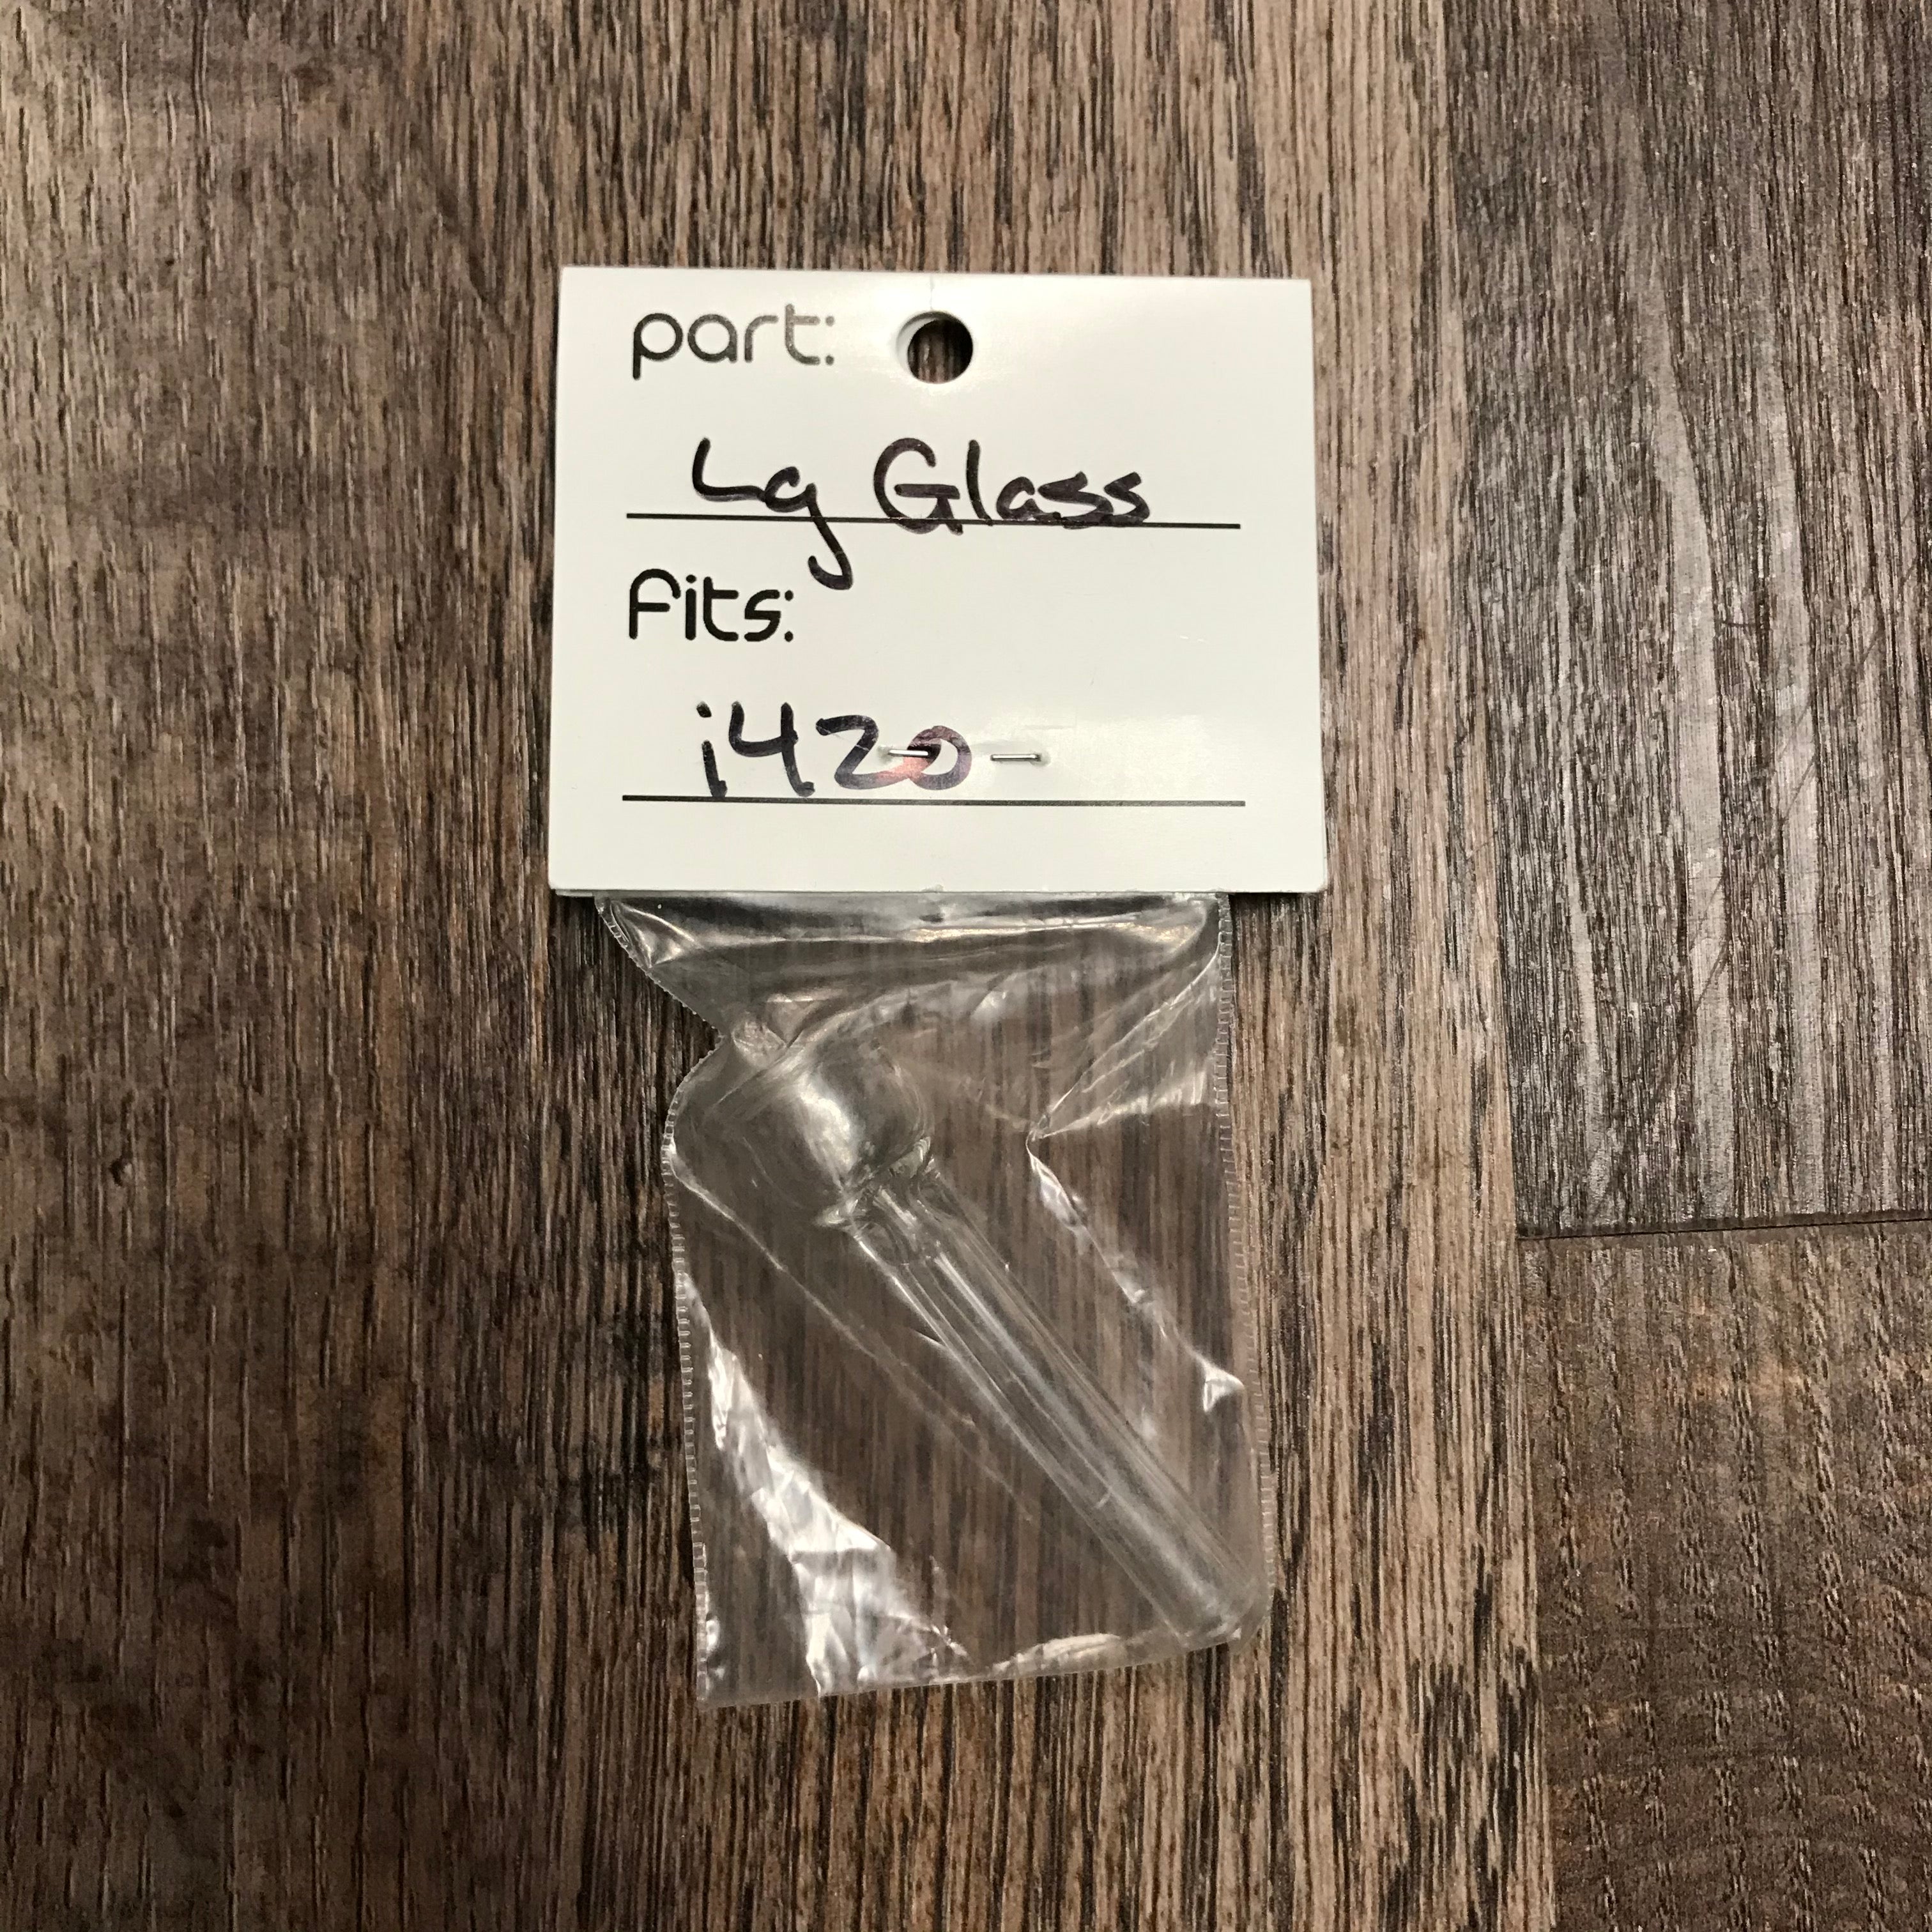 part:
Lg Glass
fits:
i420